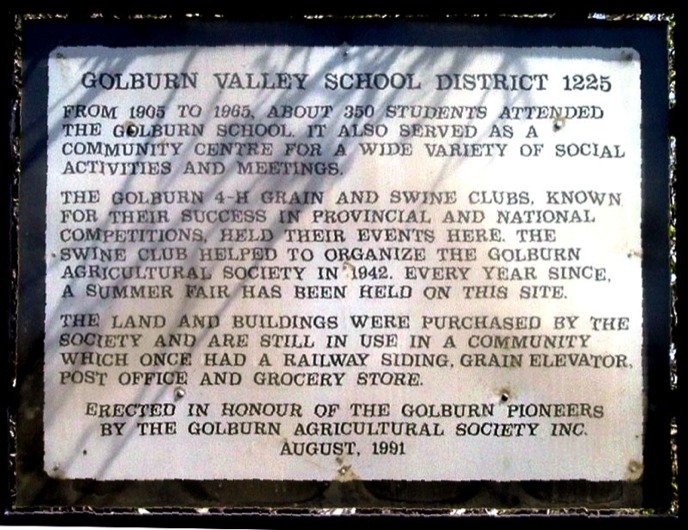 GOLBURN VALLEY SCHOOL DISTRICT 1225
FROM 1905 TO 1965, ABOUT 350 STUDENTS ATTENDED
THE GOLBURN SCHOOL. IT ALSO SERVED AS A
COMMUNITY CENTRE FOR A WIDE VARIETY OF SOCIAL
ACTIVITIES AND MEETINGS.
THE GOLBURN 4-H GRAIN AND SWINE CLUBS, KNOWN
FOR THEIR SUCCESS IN PROVINCIAL AND NATIONAL
COMPETITIONS, HELD THEIR EVENTS HERE. THE
SWINE CLUB HELPED TO ORGANIZE THE GOLBURN
AGRICULTURAL SOCIETY IN 1942. EVERY YEAR SINCE,
A SUMMER FAIR HAS BEEN HELD ON THIS SITE.
THE LAND AND BUILDINGS WERE PURCHASED BY THE
SOCIETY AND ARE STILL IN USE IN A COMMUNITY
WHICH ONCE HAD A RAILWAY SIDING, GRAIN ELEVATOR,
POST OFFICE AND GROCERY STORE.
ERECTED IN HONOUR OF THE GOLBURN PIONEERS
BY THE GOLBURN AGRICULTURAL SOCIETY INC.
AUGUST, 1991